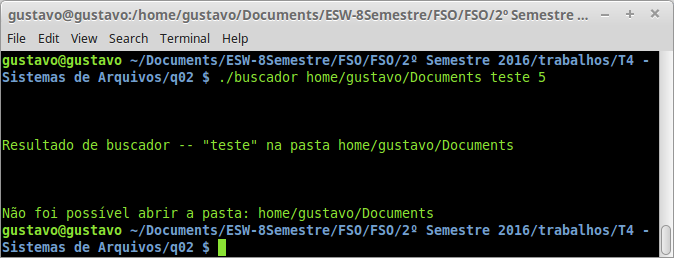 gustavo@gustavo:/home/gustavo/Documents/ESW-8Semestre/FSO/FSO/2º Semestre ...
File Edit View Search Terminal Help
gustavo@gustavo ~/Documents/ESW-8Semestre/FSO/FSO/2º Semestre 2016/trabalhos/T4 -
Sistemas de Arquivos/q02 $ ./buscador home/gustavo/Documents teste 5
Resultado de buscador -- "teste" na pasta home/gustavo/Documents
Não foi possível abrir a pasta: home/gustavo/Documents
gustavo@gustavo ~/Documents/ESW-8Semestre/FSO/FSO/2º Semestre 2016/trabalhos/T4 -
Sistemas de Arquivos/q02 $